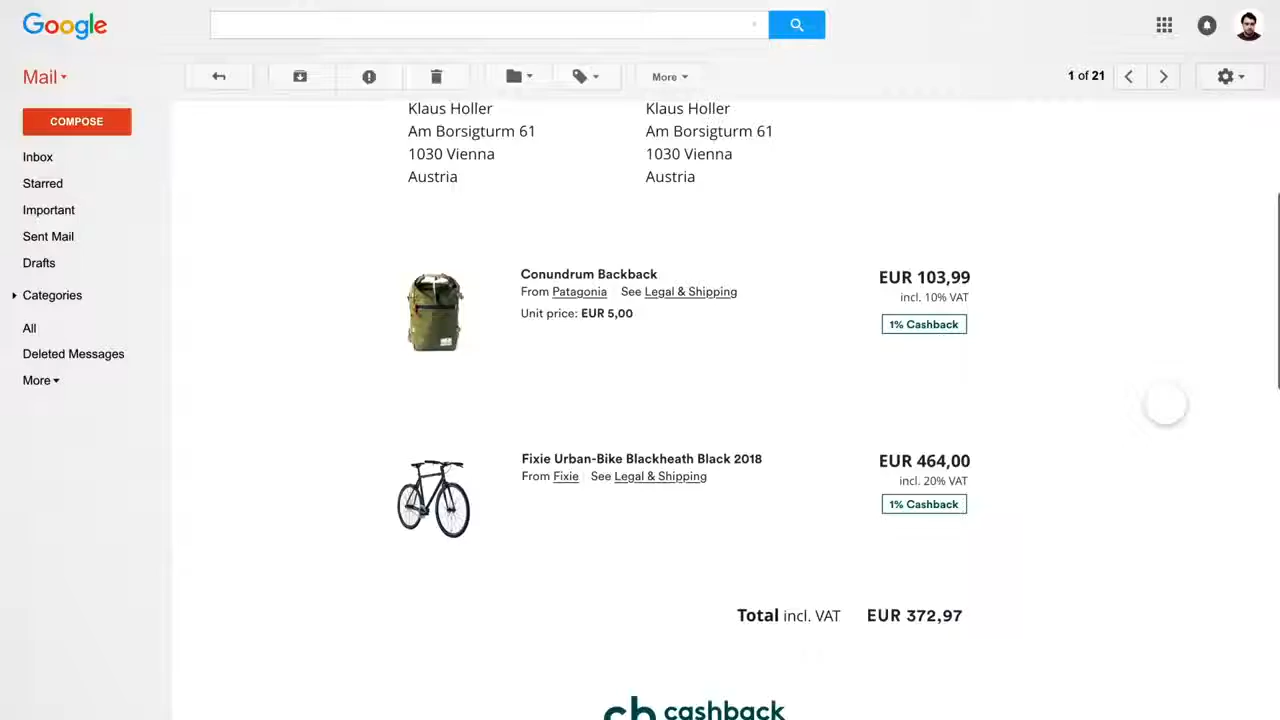 Google
Mail
More
1 of 21
COMPOSE
Inbox
Starred
Important
Sent Mail
Drafts
Categories
All
Deleted Messages
More
Klaus Holler
Am Borsigturm 61
1030 Vienna
Austria
Klaus Holler
Am Borsigturm 61
1030 Vienna
Austria
Conundrum Backback
From Patagonia See Legal & Shipping
Unit price: EUR 5,00
EUR 103,99
incl. 10% VAT
1% Cashback
Fixie Urban-Bike Blackheath Black 2018
From Fixie See Legal & Shipping
EUR 464,00
incl. 20% VAT
1% Cashback
Total incl. VAT EUR 372,97
cb cashback